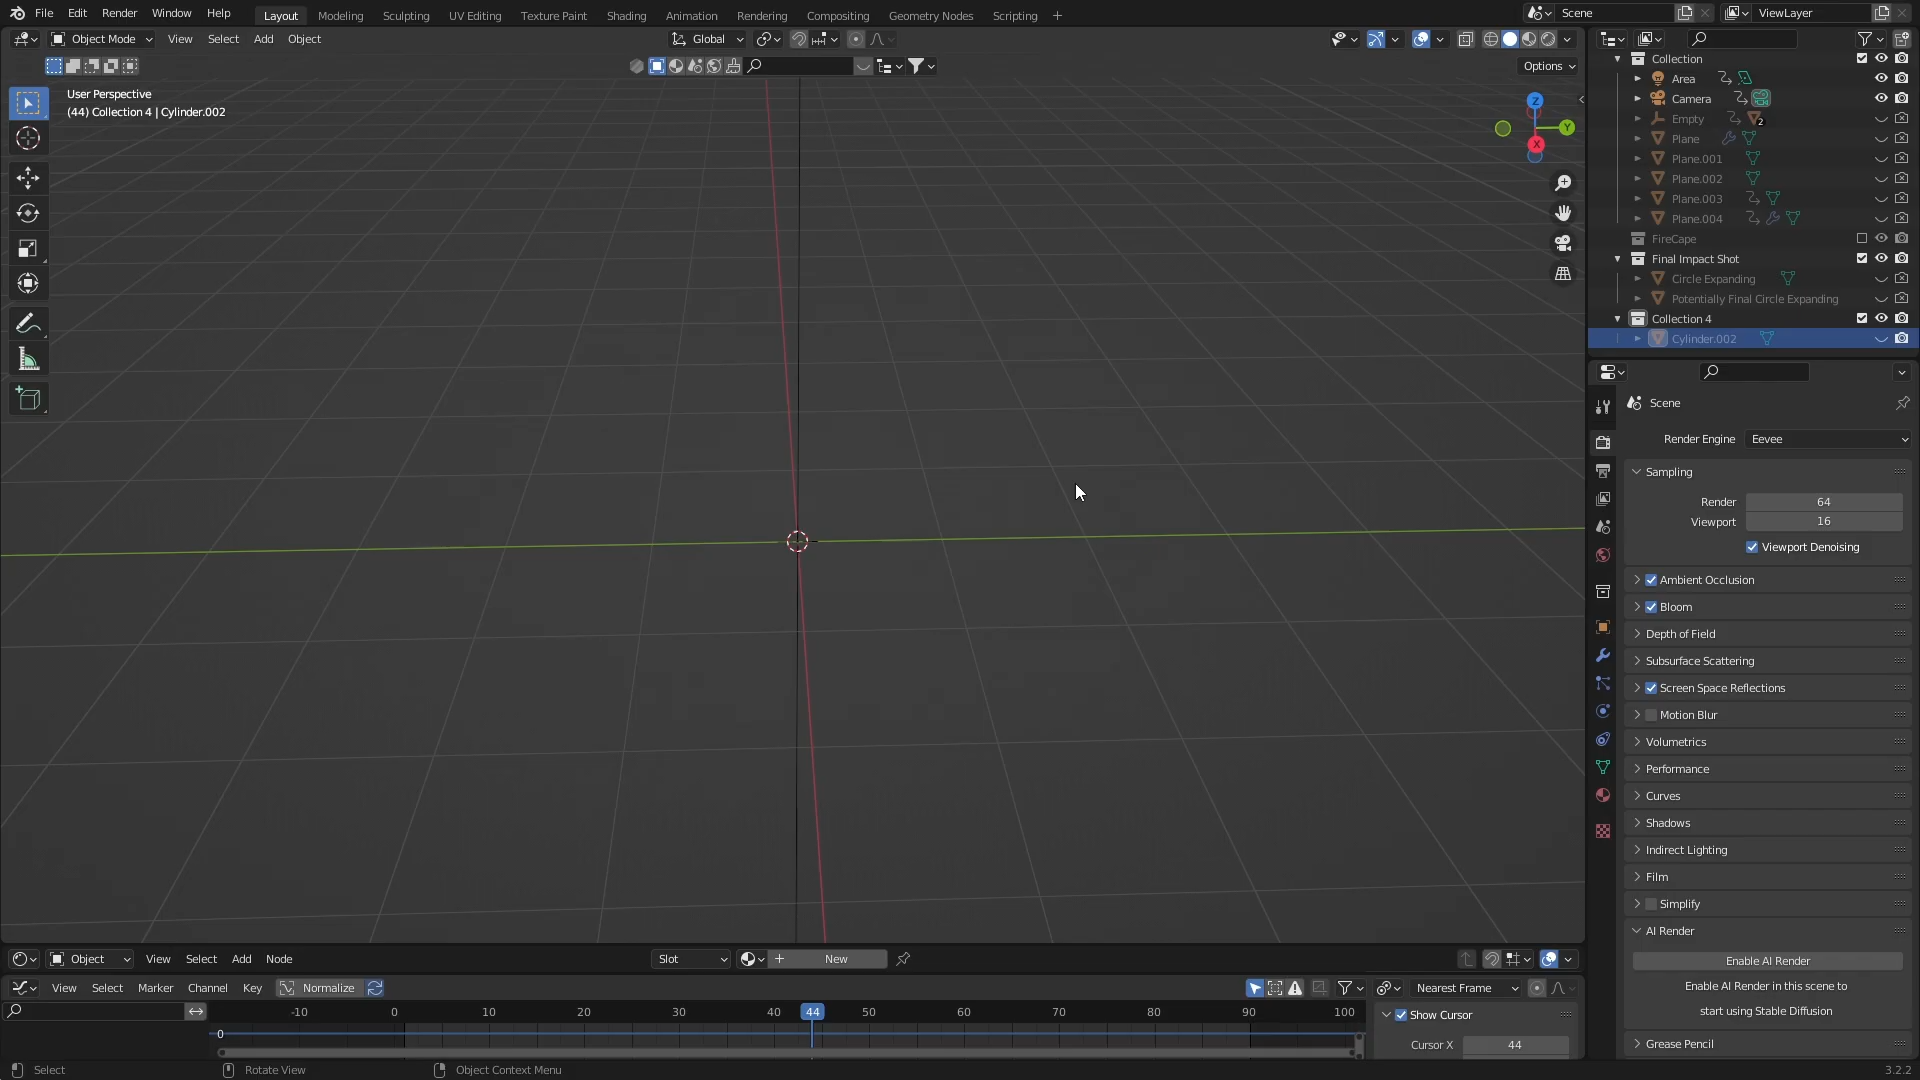 File Edit Render Window Help Layout Modeling Sculpting UV Editing Texture Paint Shading Animation Rendering Compositing Geometry Nodes Scripting + Scene ViewLayer
Object Mode View Select Add Object Global
Options
User Perspective
(44) Collection 4 | Cylinder.002
Z
Y
X
Collection
Area
Camera
Empty 2
Plane
Plane.001
Plane.002
Plane.003
Plane.004
FireCape
Final Impact Shot
Circle Expanding
Potentially Final Circle Expanding
Collection 4
Cylinder.002
Scene
Render Engine Eevee
Sampling
Render 64
Viewport 16
Viewport Denoising
Ambient Occlusion
Bloom
Depth of Field
Subsurface Scattering
Screen Space Reflections
Motion Blur
Volumetrics
Performance
Curves
Shadows
Indirect Lighting
Film
Simplify
AI Render
Enable AI Render
Enable AI Render in this scene to
start using Stable Diffusion
Grease Pencil
Object View Select Add Node Slot New
View Select Marker Channel Key Normalize Nearest Frame
-10 0 10 20 30 40 44 50 60 70 80 90 100
0
Show Cursor
Cursor X 44
Select Rotate View Object Context Menu 3.2.2